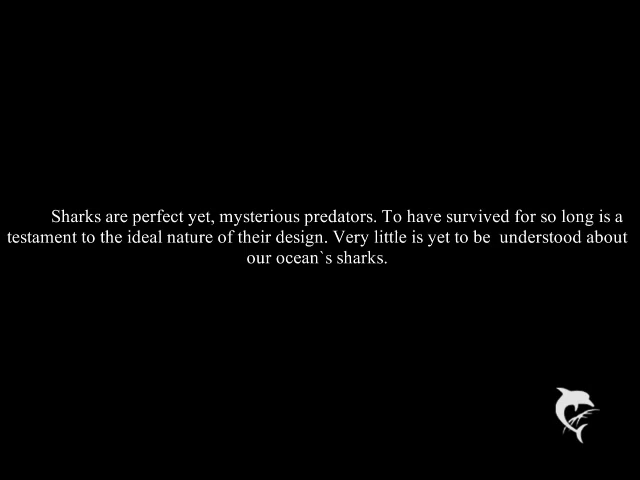 Sharks are perfect yet, mysterious predators. To have survived for so long is a
testament to the ideal nature of their design. Very little is yet to be  understood about
our ocean`s sharks.